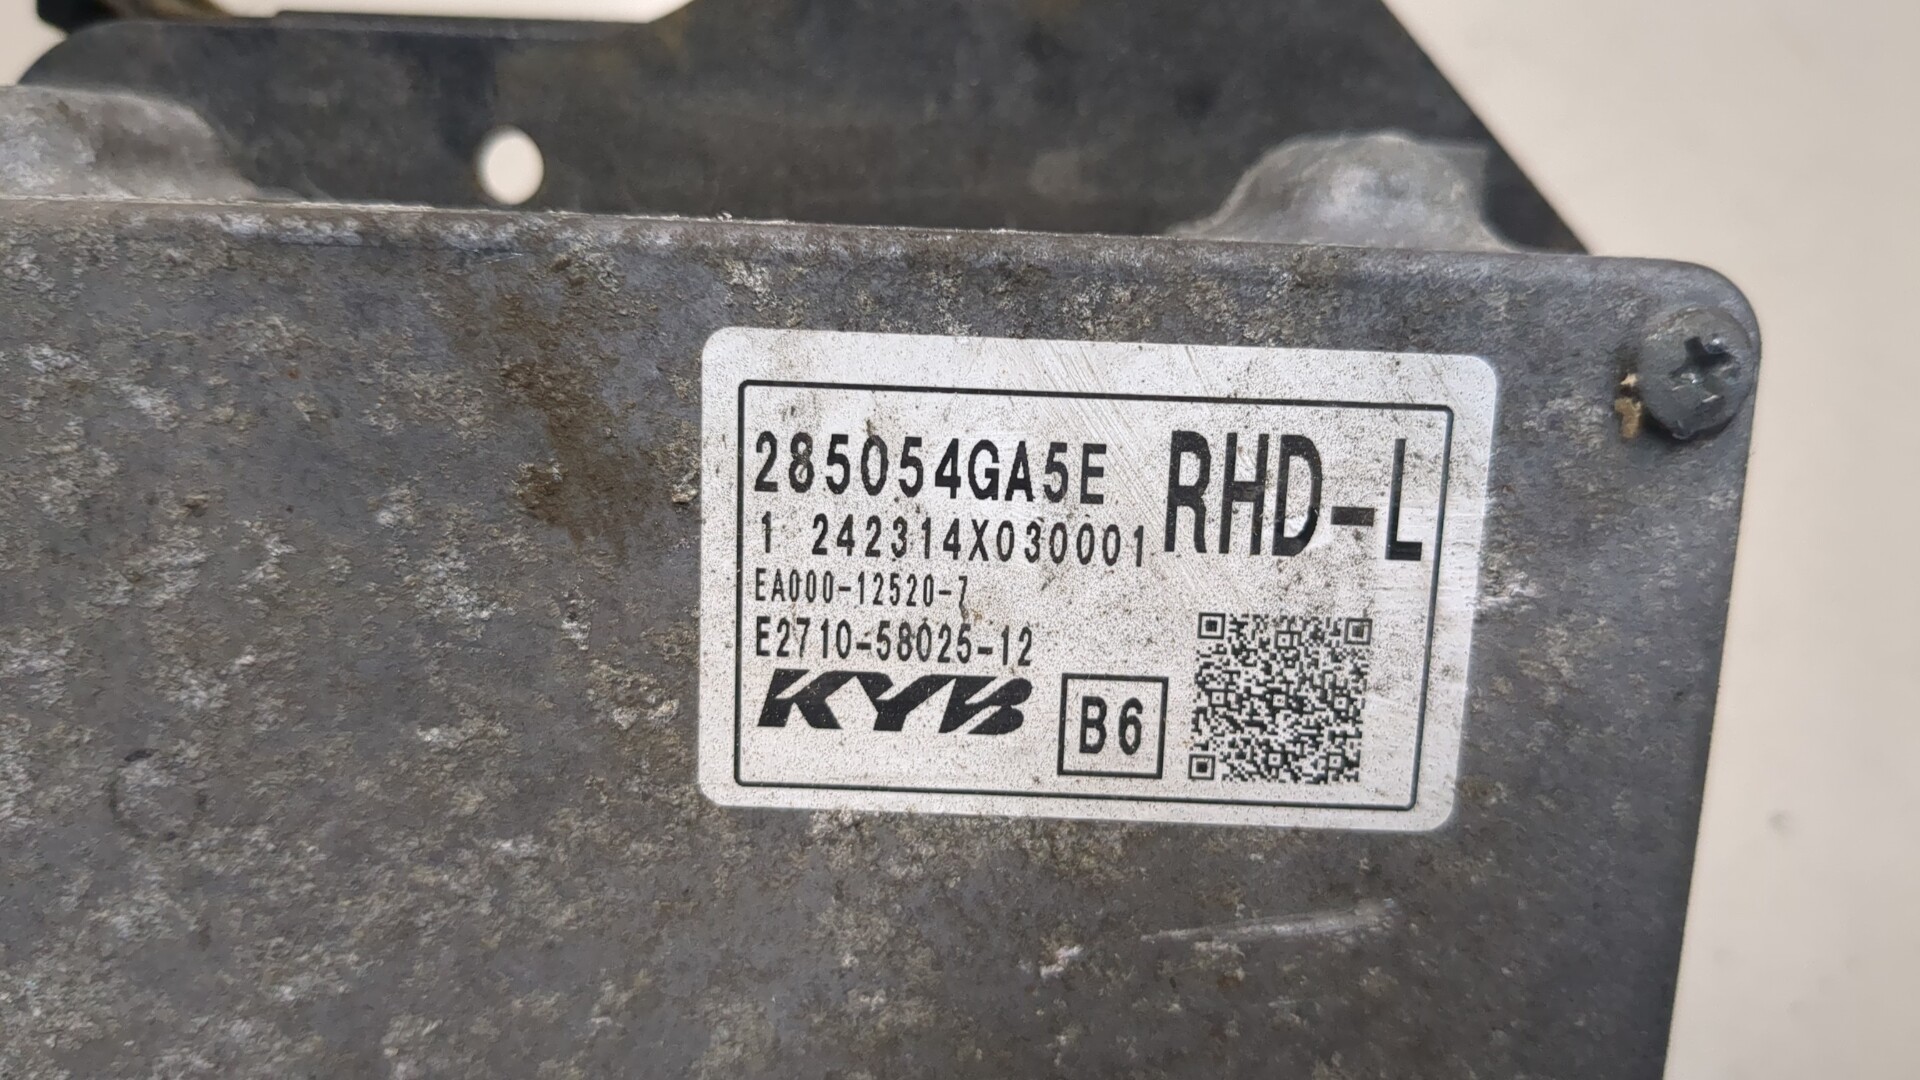 285054GA5E RHD-L
1 242314X030001
EA000-12520-7
E2710-58025-12
KYB B6